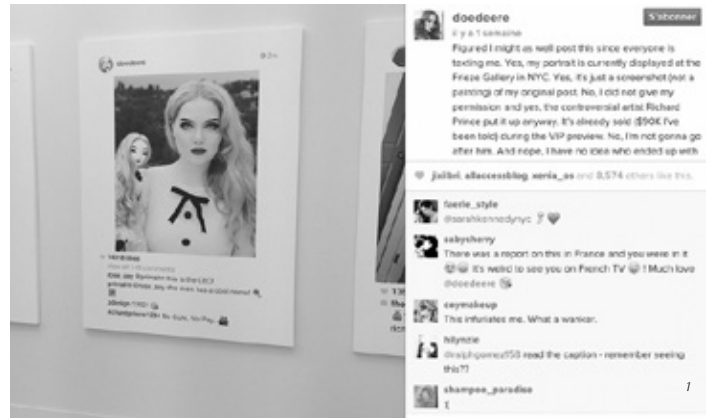 doedeere
doedeere
S'abonner
il y a 1 semaine
Figured I might as well post this since everyone is
texting me. Yes, my portrait is currently displayed at the
Frieze Gallery in NYC. Yes, it's just a screenshot (not a
painting) of my original post. No, I did not give my
permission and yes, the controversial artist Richard
Prince put it up anyway. It's already sold ($90K I've
been told) during the VIP preview. No, I'm not gonna go
after him. And nope, I have no idea who ended up with
jixilbri, allaccessblog, xenia_os and 8,574 others like this.
faerie_style
@sarahkennedynyc
sabycherry
There was a report on this in France and you were in it
it's weird to see you on French TV ! Much love
@doedeere
coymakeup
This infuriates me. What a wanker.
hilynzie
@ralphgomez158 read the caption - remember seeing
this??
shampoo_paradise
1